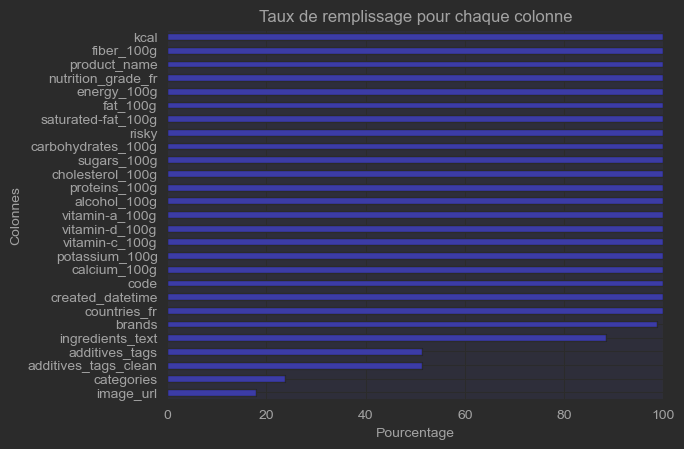 Taux de remplissage pour chaque colonne
kcal
fiber_100g
product_name
nutrition_grade_fr
energy_100g
fat_100g
saturated-fat_100g
risky
carbohydrates_100g
sugars_100g
cholesterol_100g
proteins_100g
alcohol_100g
vitamin-a_100g
vitamin-d_100g
vitamin-c_100g
potassium_100g
calcium_100g
code
created_datetime
countries_fr
brands
ingredients_text
additives_tags
additives_tags_clean
categories
image_url
Colonnes
0 20 40 60 80 100
Pourcentage